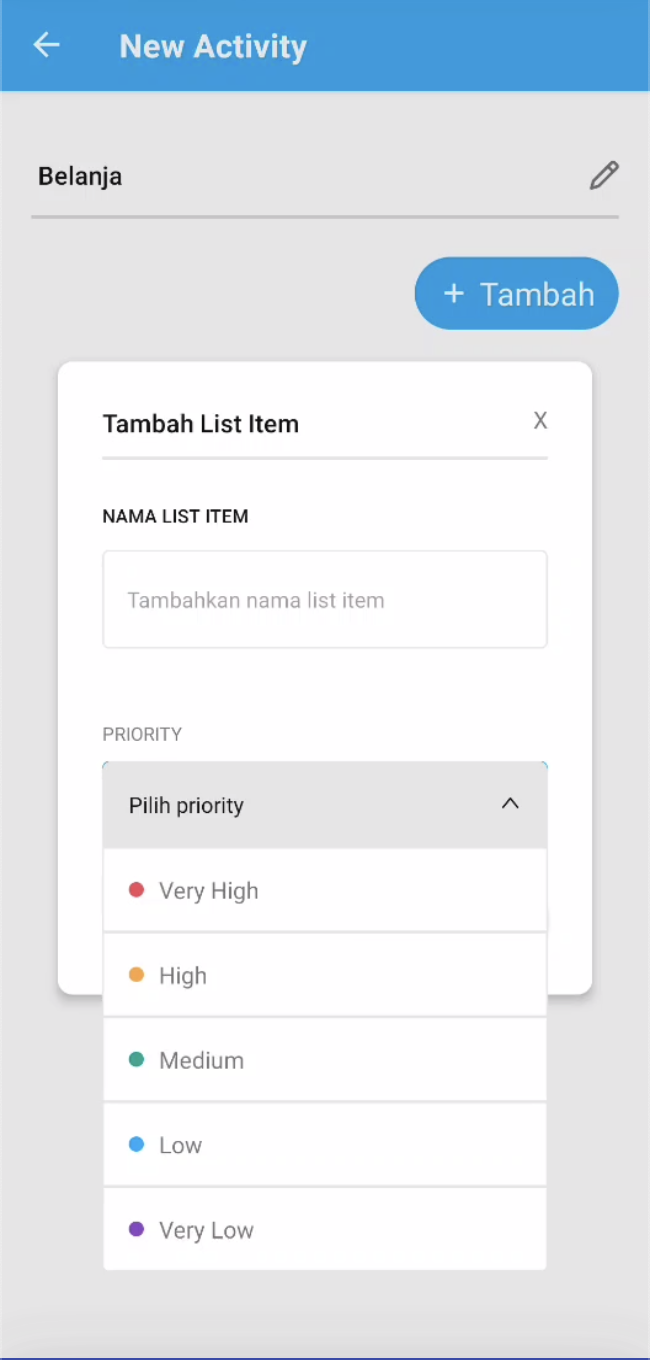 New Activity
Belanja
+ Tambah
Tambah List Item
X
NAMA LIST ITEM
Tambahkan nama list item
PRIORITY
Pilih priority
Very High
High
Medium
Low
Very Low